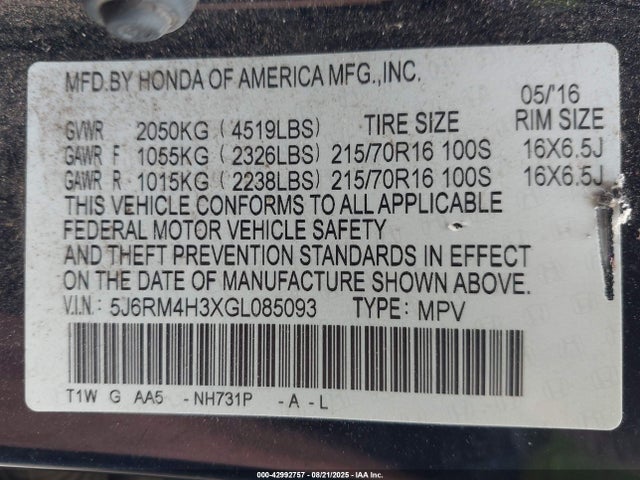 MFD.BY HONDA OF AMERICA MFG.,INC.
05/'16
GVWR 2050KG ( 4519LBS) TIRE SIZE RIM SIZE
GAWR F 1055KG ( 2326LBS) 215/70R16 100S 16X6.5J
GAWR R 1015KG ( 2238LBS) 215/70R16 100S 16X6.5J
THIS VEHICLE CONFORMS TO ALL APPLICABLE
FEDERAL MOTOR VEHICLE SAFETY
AND THEFT PREVENTION STANDARDS IN EFFECT
ON THE DATE OF MANUFACTURE SHOWN ABOVE.
V.I.N.: 5J6RM4H3XGL085093 TYPE: MPV
T1W G AA5 - NH731P - A - L
000-42992757 - 08/21/2025 - IAA Inc.